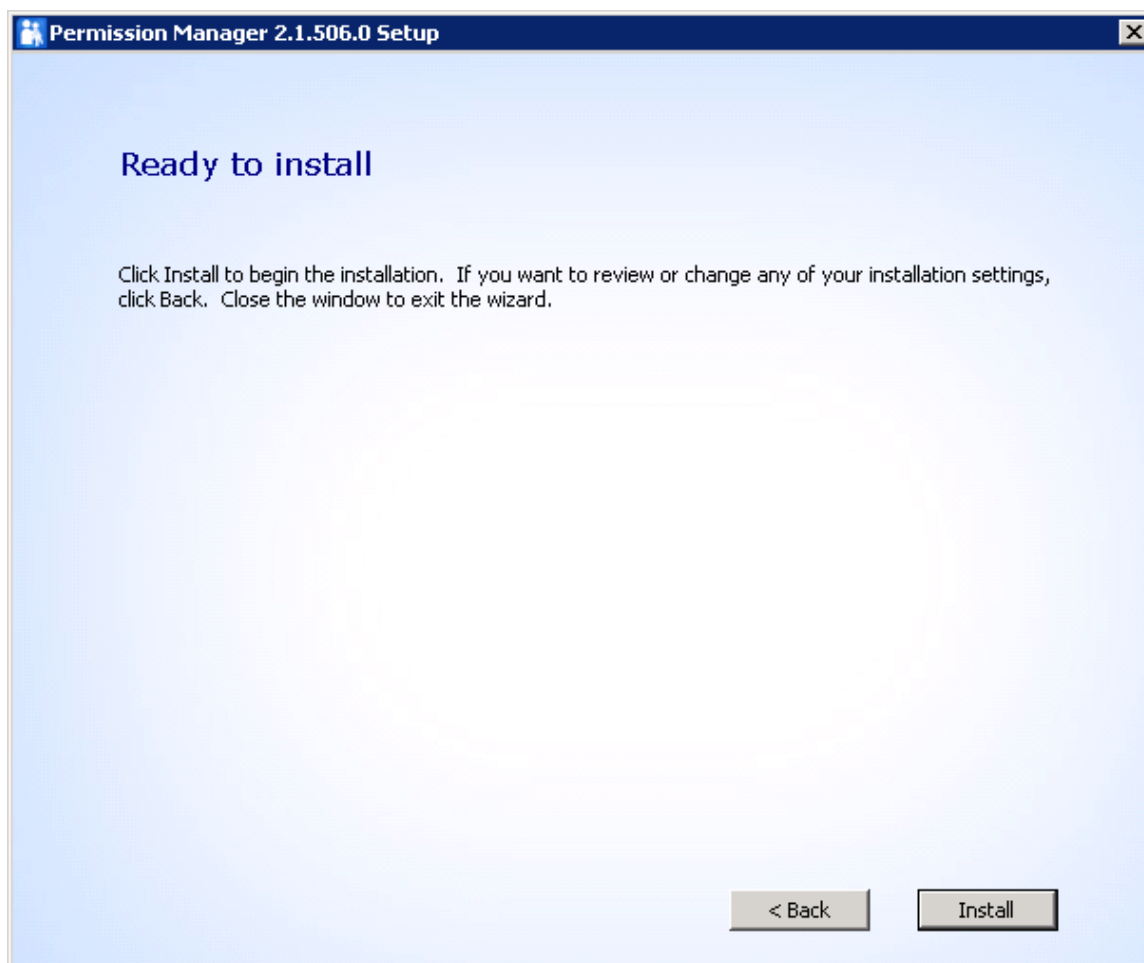 Permission Manager 2.1.506.0 Setup
Ready to install
Click Install to begin the installation.  If you want to review or change any of your installation settings,
click Back.  Close the window to exit the wizard.
< Back
Install